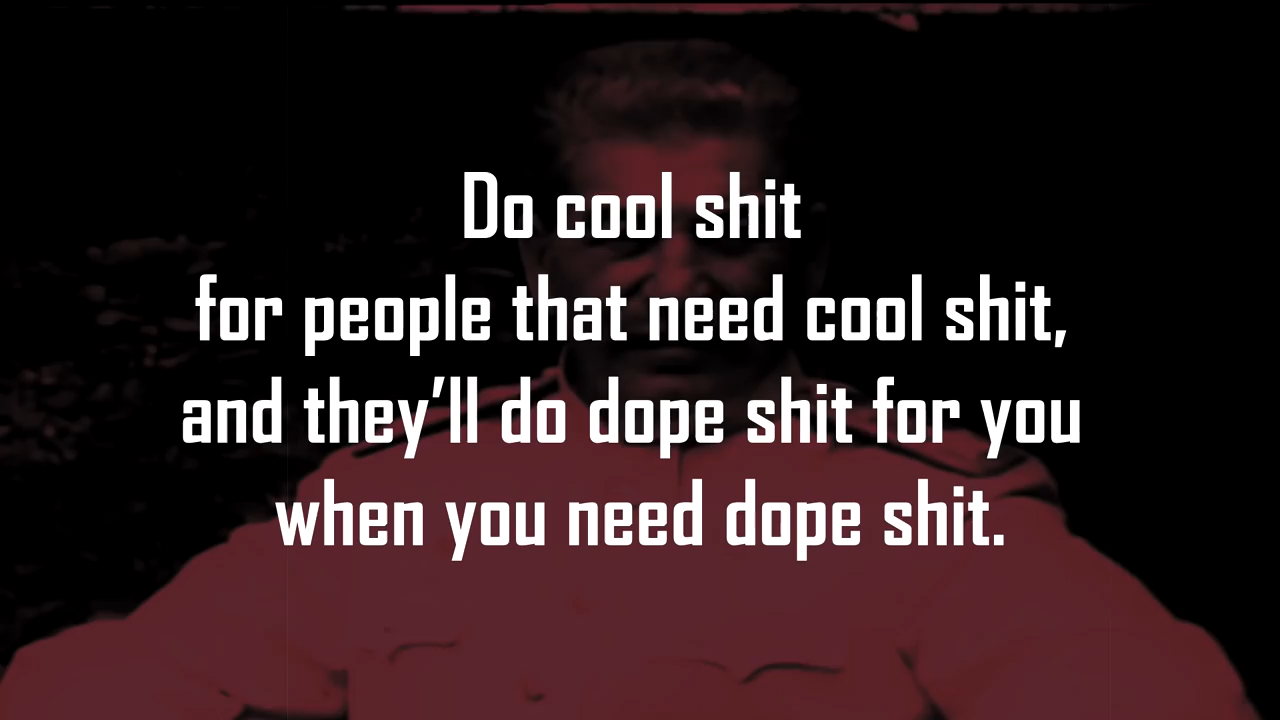 Do cool shit
for people that need cool shit,
and they’ll do dope shit for you
when you need dope shit.